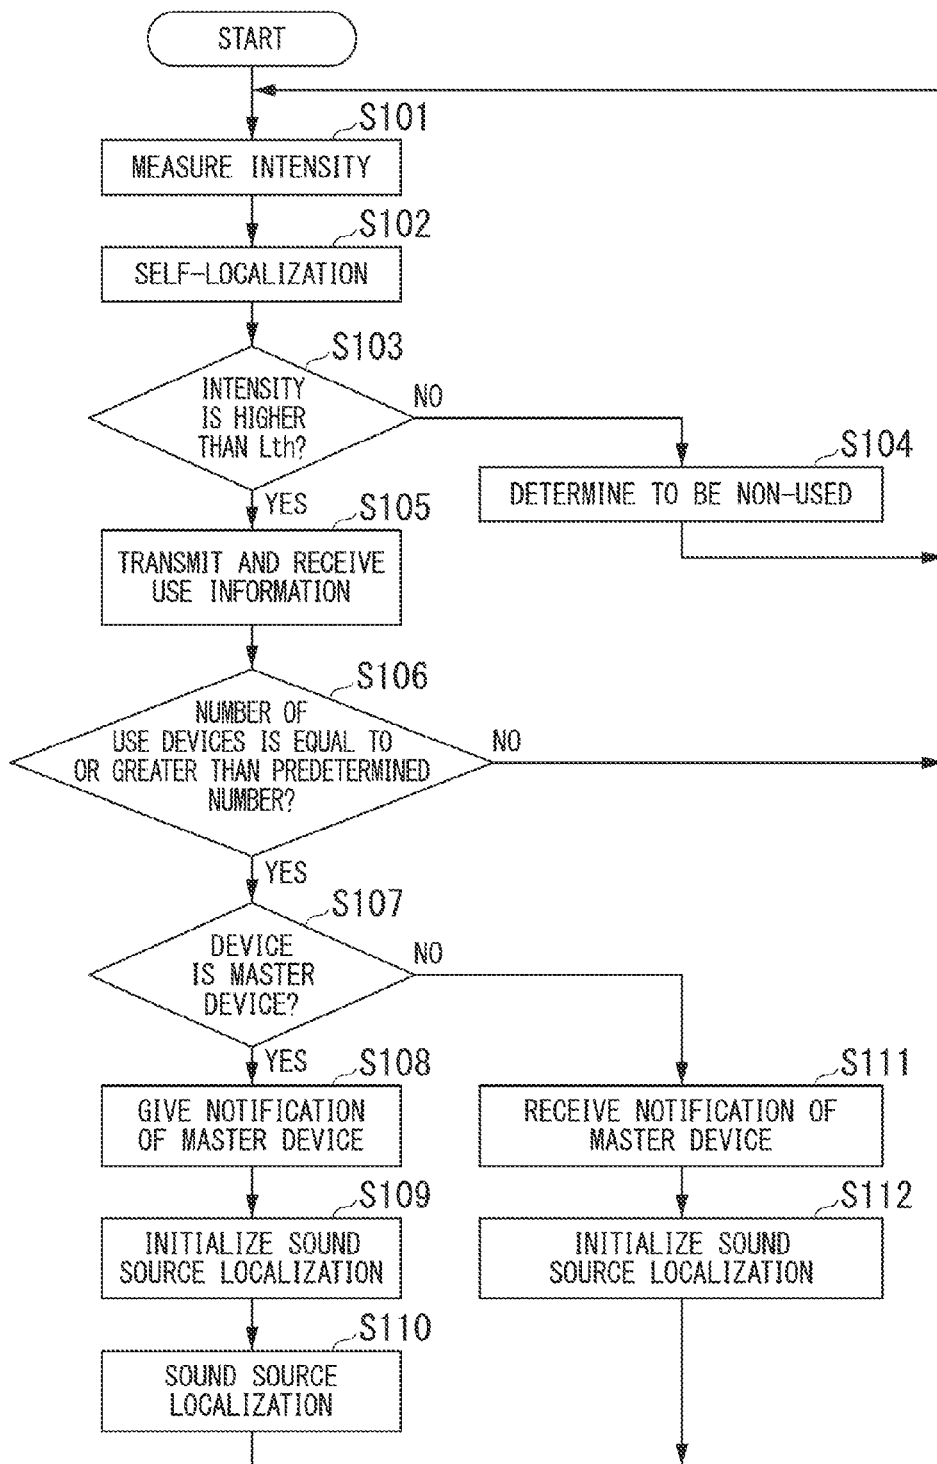 START
S101
MEASURE INTENSITY
S102
SELF-LOCALIZATION
S103
INTENSITY
IS HIGHER
THAN Lth?
NO
YES
S104
DETERMINE TO BE NON-USED
S105
TRANSMIT AND RECEIVE
USE INFORMATION
S106
NUMBER OF
USE DEVICES IS EQUAL TO
OR GREATER THAN PREDETERMINED
NUMBER?
NO
YES
S107
DEVICE
IS MASTER
DEVICE?
NO
YES
S108
GIVE NOTIFICATION
OF MASTER DEVICE
S111
RECEIVE NOTIFICATION OF
MASTER DEVICE
S109
INITIALIZE SOUND
SOURCE LOCALIZATION
S112
INITIALIZE SOUND
SOURCE LOCALIZATION
S110
SOUND SOURCE
LOCALIZATION